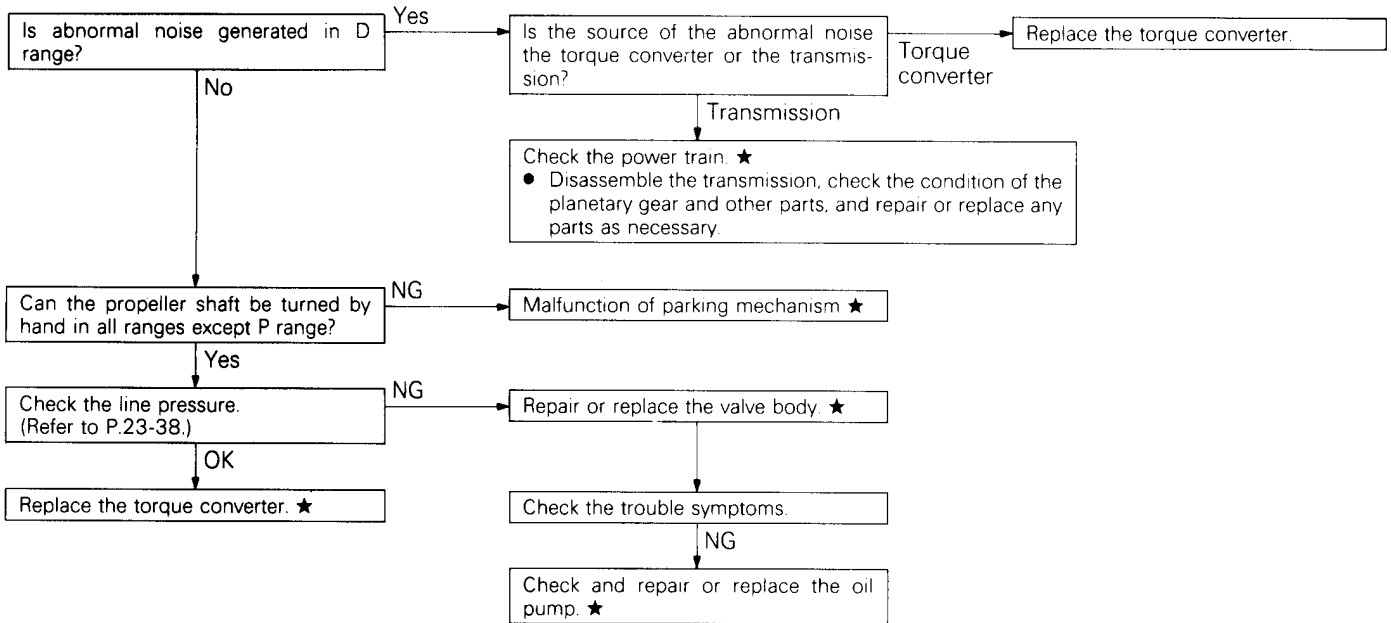 Is abnormal noise generated in D
range?
Yes
Is the source of the abnormal noise
the torque converter or the transmis-
sion?
Torque
converter
Replace the torque converter.
No
Transmission
Check the power train. ★
● Disassemble the transmission, check the condition of the
planetary gear and other parts, and repair or replace any
parts as necessary.
Can the propeller shaft be turned by
hand in all ranges except P range?
NG
Malfunction of parking mechanism ★
Yes
Check the line pressure.
(Refer to P.23-38.)
NG
Repair or replace the valve body. ★
OK
Replace the torque converter. ★
Check the trouble symptoms.
NG
Check and repair or replace the oil
pump. ★